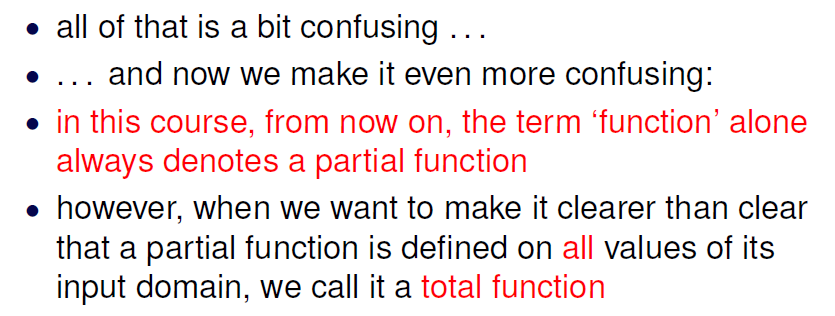 • all of that is a bit confusing . . .
• . . . and now we make it even more confusing:
• in this course, from now on, the term ‘function’ alone
always denotes a partial function
• however, when we want to make it clearer than clear
that a partial function is defined on all values of its
input domain, we call it a total function